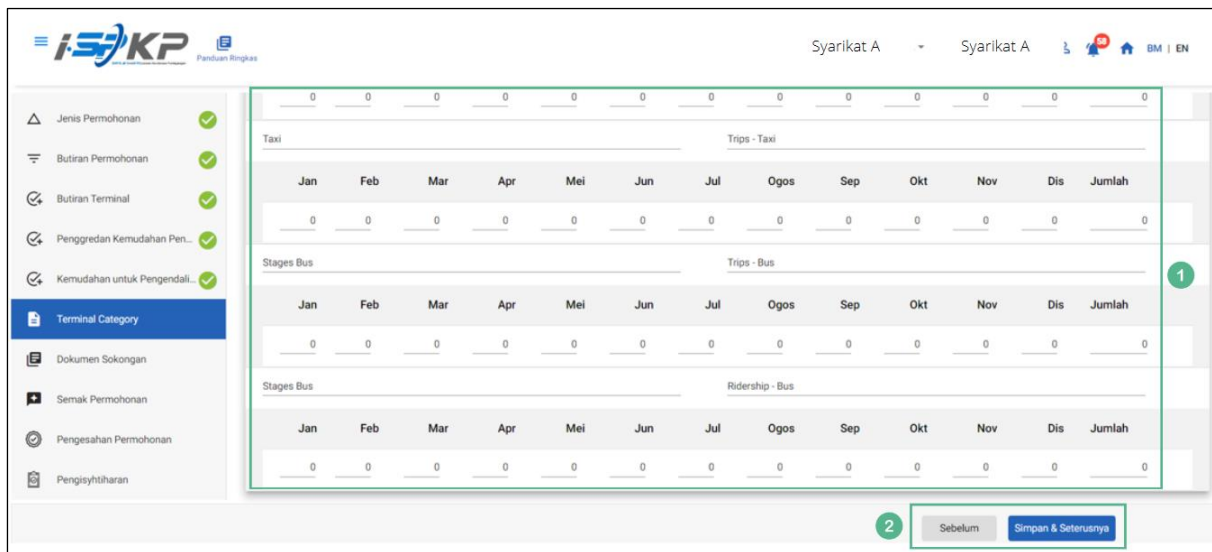 i-SPKP
Panduan Ringkas
Syarikat A
Syarikat A
58
BM | EN
Jenis Permohonan
Butiran Permohonan
Butiran Terminal
Penggredan Kemudahan Pen...
Kemudahan untuk Pengendali...
Terminal Category
Dokumen Sokongan
Semak Permohonan
Pengesahan Permohonan
Pengisyhtiharan
0 0 0 0 0 0 0 0 0 0 0 0 0
Taxi Trips - Taxi
Jan Feb Mar Apr Mei Jun Jul Ogos Sep Okt Nov Dis Jumlah
0 0 0 0 0 0 0 0 0 0 0 0 0
Stages Bus Trips - Bus
Jan Feb Mar Apr Mei Jun Jul Ogos Sep Okt Nov Dis Jumlah
0 0 0 0 0 0 0 0 0 0 0 0 0
Stages Bus Ridership - Bus
Jan Feb Mar Apr Mei Jun Jul Ogos Sep Okt Nov Dis Jumlah
0 0 0 0 0 0 0 0 0 0 0 0 0
1
2
Sebelum
Simpan & Seterusnya